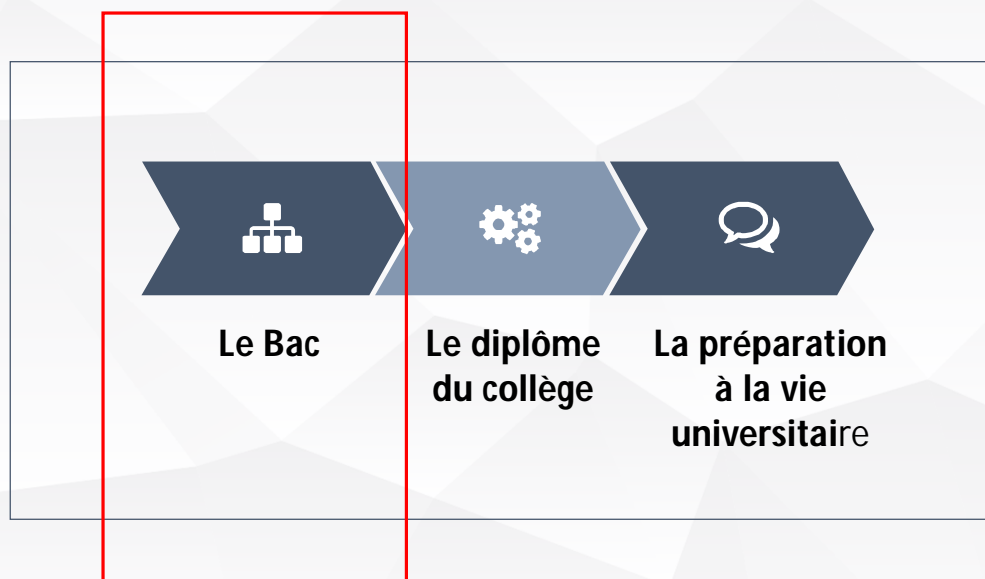 Le Bac
Le diplôme
du collège
La préparation
à la vie
universitaire